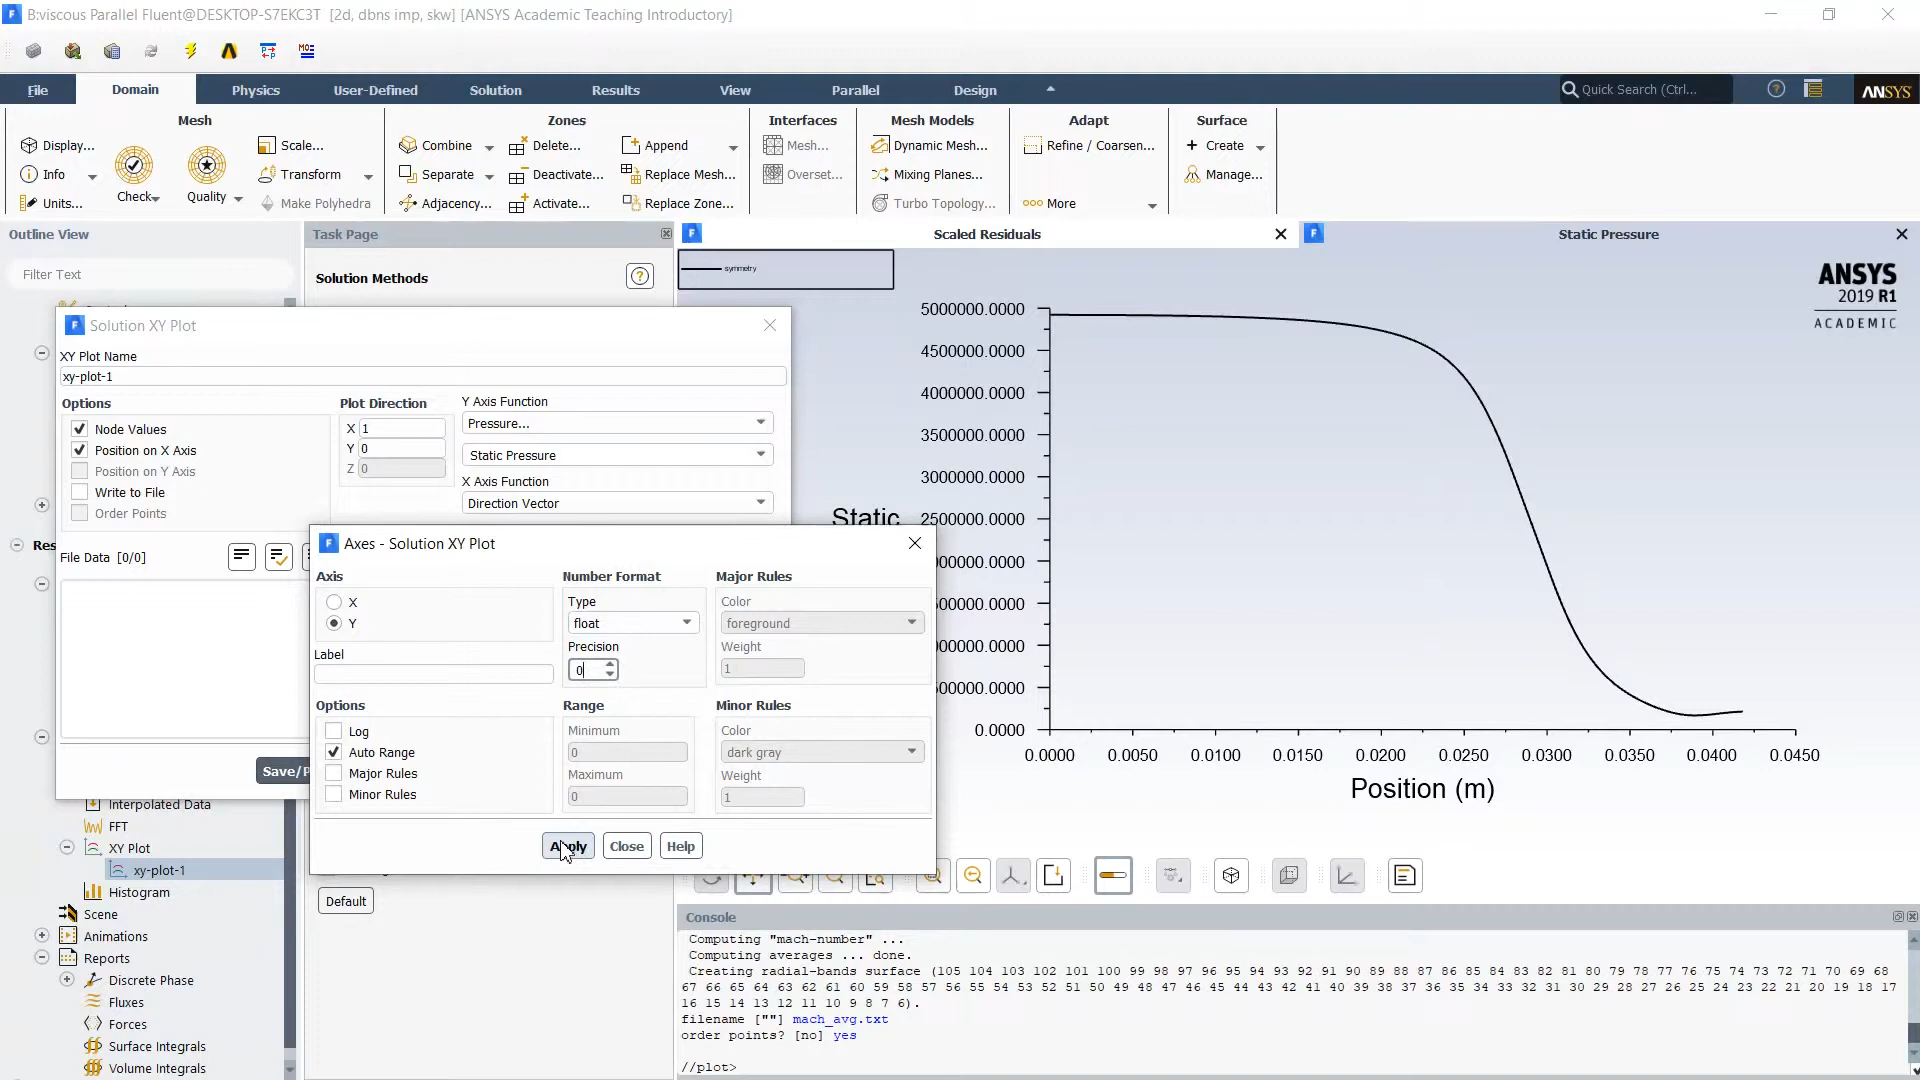 B:viscous Parallel Fluent@DESKTOP-S7EKC3T [2d, dbns imp, skw] [ANSYS Academic Teaching Introductory]
File Domain Physics User-Defined Solution Results View Parallel Design Quick Search (Ctrl... ANSYS
Mesh Zones Interfaces Mesh Models Adapt Surface
Display... Scale... Combine Delete... Append Mesh... Dynamic Mesh... Refine / Coarsen... Create
Info Transform Separate Deactivate... Replace Mesh... Overset... Mixing Planes... Manage...
Units... Check Quality Make Polyhedra Adjacency... Activate... Replace Zone... Turbo Topology... More
Outline View
Filter Text
Task Page
Solution Methods
Scaled Residuals
Static Pressure
symmetry
ANSYS
2019 R1
ACADEMIC
Solution XY Plot
XY Plot Name
xy-plot-1
Options
Node Values
Position on X Axis
Position on Y Axis
Write to File
Order Points
Plot Direction
X 1
Y 0
Z 0
Y Axis Function
Pressure...
Static Pressure
X Axis Function
Direction Vector
File Data [0/0]
Save/P
Res
Axes - Solution XY Plot
Axis
X
Y
Label
Options
Log
Auto Range
Major Rules
Minor Rules
Number Format
Type
float
Precision
0
Range
Minimum
0
Maximum
0
Major Rules
Color
foreground
Weight
1
Minor Rules
Color
dark gray
Weight
1
Apply Close Help
Default
5000000.0000
4500000.0000
4000000.0000
3500000.0000
3000000.0000
Static
2500000.0000
00000.0000
00000.0000
00000.0000
00000.0000
0.0000
0.0000 0.0050 0.0100 0.0150 0.0200 0.0250 0.0300 0.0350 0.0400 0.0450
Position (m)
Interpolated Data
FFT
XY Plot
xy-plot-1
Histogram
Scene
Animations
Reports
Discrete Phase
Fluxes
Forces
Surface Integrals
Volume Integrals
Console
Computing "mach-number" ...
Computing averages ... done.
Creating radial-bands surface (105 104 103 102 101 100 99 98 97 96 95 94 93 92 91 90 89 88 87 86 85 84 83 82 81 80 79 78 77 76 75 74 73 72 71 70 69 68
67 66 65 64 63 62 61 60 59 58 57 56 55 54 53 52 51 50 49 48 47 46 45 44 43 42 41 40 39 38 37 36 35 34 33 32 31 30 29 28 27 26 25 24 23 22 21 20 19 18 17
16 15 14 13 12 11 10 9 8 7 6).
filename [""] mach_avg.txt
order points? [no] yes
//plot>